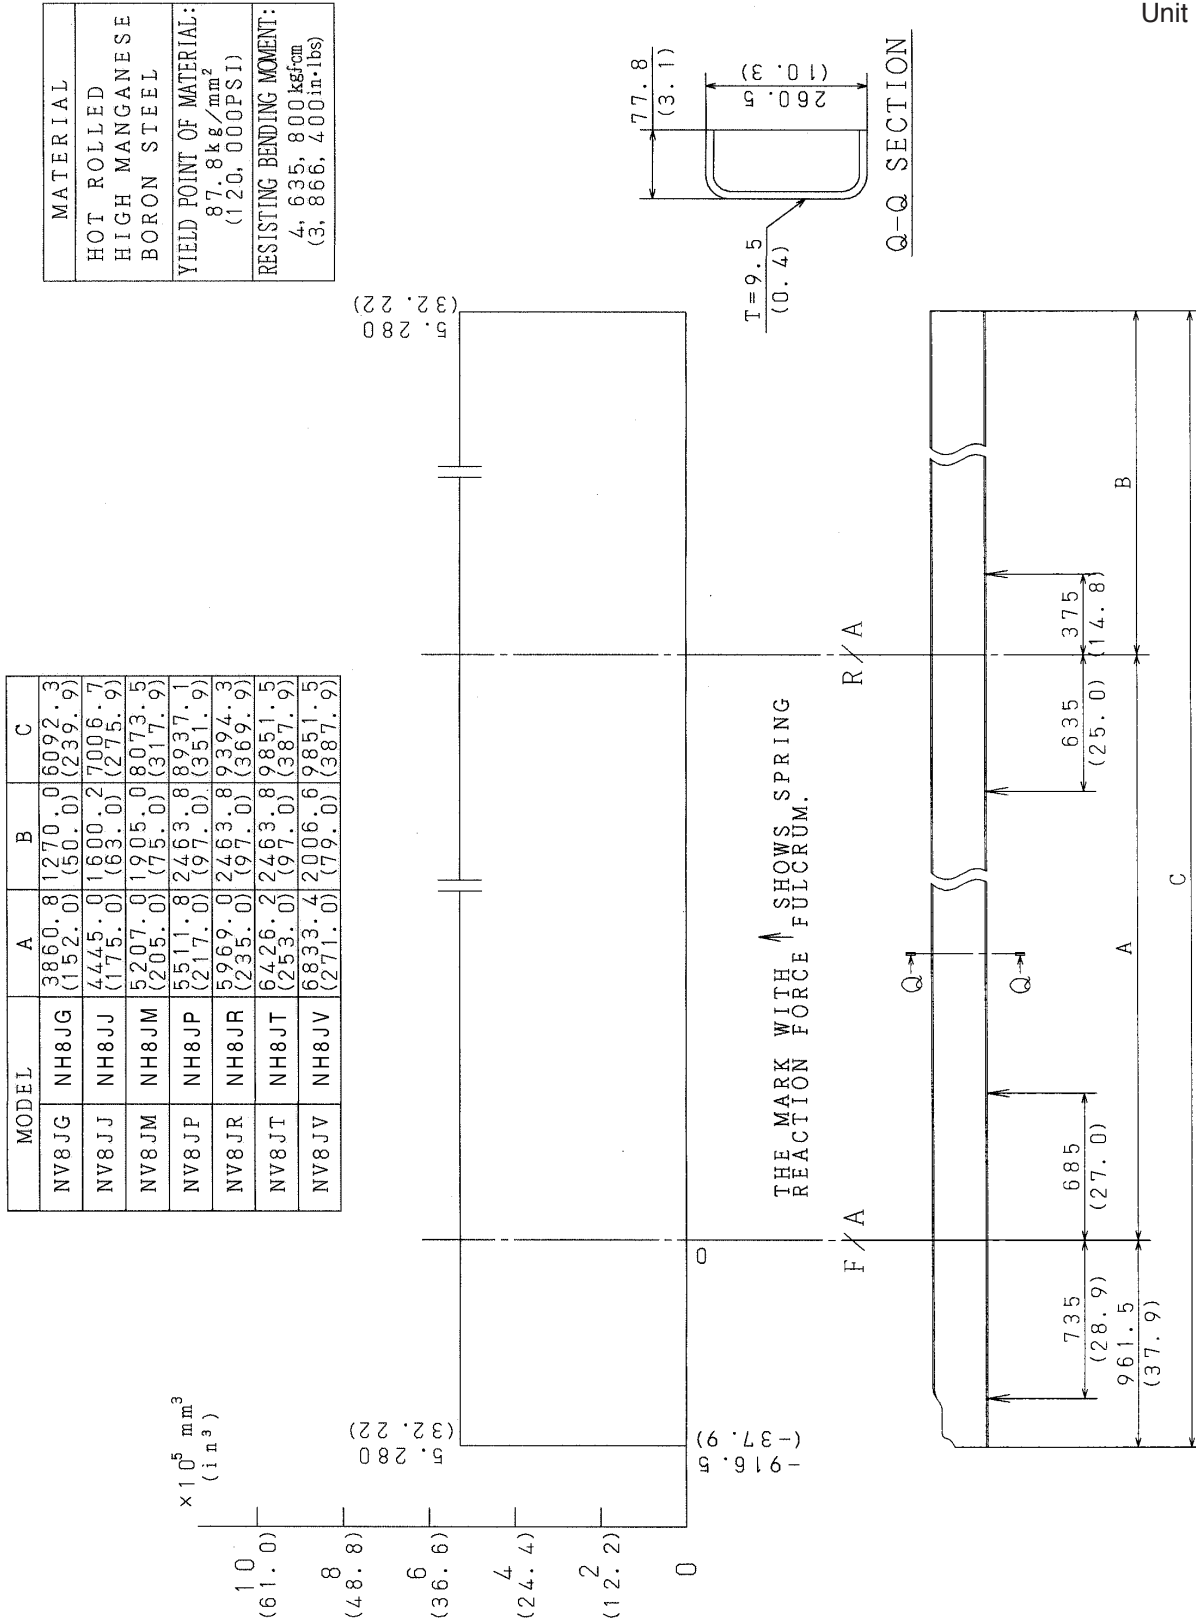 Unit
MATERIAL
HOT ROLLED
HIGH MANGANESE
BORON STEEL
YIELD POINT OF MATERIAL:
87.8kg/mm²
(120,000PSI)
RESISTING BENDING MOMENT:
4,635,800kgf·cm
(3,866,400in·lbs)
MODEL A B C
NV8JG NH8JG 3860.8 1270.0 6092.3
(152.0) (50.0) (239.9)
NV8JJ NH8JJ 4445.0 1600.2 7006.7
(175.0) (63.0) (275.9)
NV8JM NH8JM 5207.0 1905.0 8073.5
(205.0) (75.0) (317.9)
NV8JP NH8JP 5511.8 2463.8 8937.1
(217.0) (97.0) (351.9)
NV8JR NH8JR 5969.0 2463.8 9394.3
(235.0) (97.0) (369.9)
NV8JT NH8JT 6426.2 2463.8 9851.5
(253.0) (97.0) (387.9)
NV8JV NH8JV 6833.4 2006.6 9851.5
(271.0) (79.0) (387.9)
×10⁵ mm³
(in³)
10
(61.0)
8
(48.8)
6
(36.6)
4
(24.4)
2
(12.2)
0
5.280
(32.22)
5.280
(32.22)
-916.5
(-37.9)
0
F/A
R/A
THE MARK WITH ↑ SHOWS SPRING
REACTION FORCE FULCRUM.
77.8
(3.1)
260.5
(10.3)
T=9.5
(0.4)
Q-Q SECTION
Q
Q
735
(28.9)
961.5
(37.9)
685
(27.0)
635
(25.0)
375
(14.8)
A
B
C